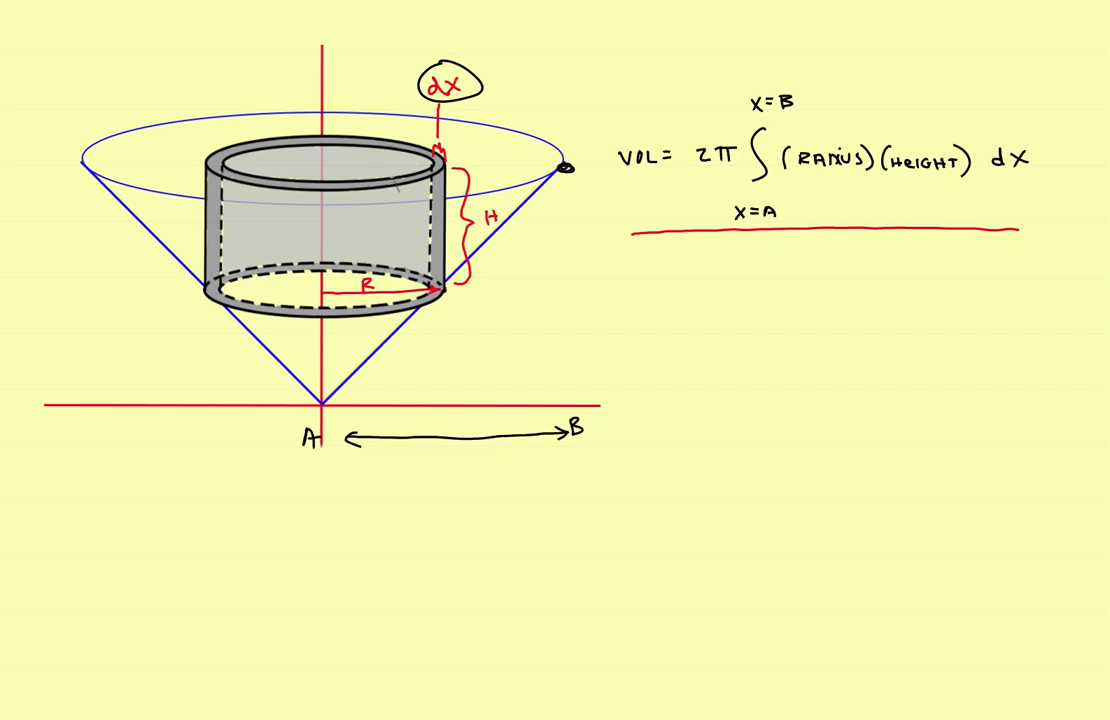 dx
x=B
VOL= 2π ∫ (RADIUS)(HEIGHT) dx
x=A
H
R
A
B